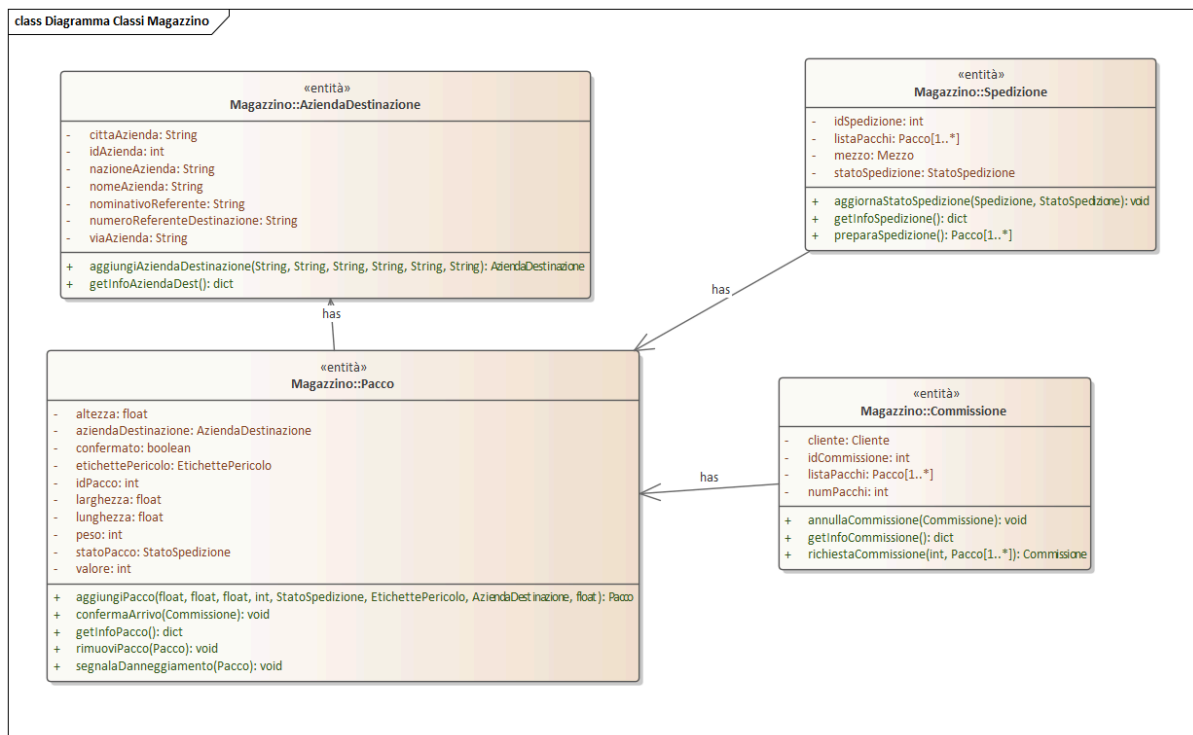 class Diagramma Classi Magazzino
«entità»
Magazzino::AziendaDestinazione
- cittaAzienda: String
- idAzienda: int
- nazioneAzienda: String
- nomeAzienda: String
- nominativoReferente: String
- numeroReferenteDestinazione: String
- viaAzienda: String
+ aggiungiAziendaDestinazione(String, String, String, String, String, String): AziendaDestinazione
+ getInfoAziendaDest(): dict
«entità»
Magazzino::Spedizione
- idSpedizione: int
- listaPacchi: Pacco[1..*]
- mezzo: Mezzo
- statoSpedizione: StatoSpedizione
+ aggiornaStatoSpedizione(Spedizione, StatoSpedizione): void
+ getInfoSpedizione(): dict
+ preparaSpedizione(): Pacco[1..*]
has
has
«entità»
Magazzino::Pacco
- altezza: float
- aziendaDestinazione: AziendaDestinazione
- confermato: boolean
- etichettePericolo: EtichettePericolo
- idPacco: int
- larghezza: float
- lunghezza: float
- peso: int
- statoPacco: StatoSpedizione
- valore: int
+ aggiungiPacco(float, float, float, int, StatoSpedizione, EtichettePericolo, AziendaDestinazione, float): Pacco
+ confermaArrivo(Commissione): void
+ getInfoPacco(): dict
+ rimuoviPacco(Pacco): void
+ segnalaDanneggiamento(Pacco): void
has
«entità»
Magazzino::Commissione
- cliente: Cliente
- idCommissione: int
- listaPacchi: Pacco[1..*]
- numPacchi: int
+ annullaCommissione(Commissione): void
+ getInfoCommissione(): dict
+ richiestaCommissione(int, Pacco[1..*]): Commissione